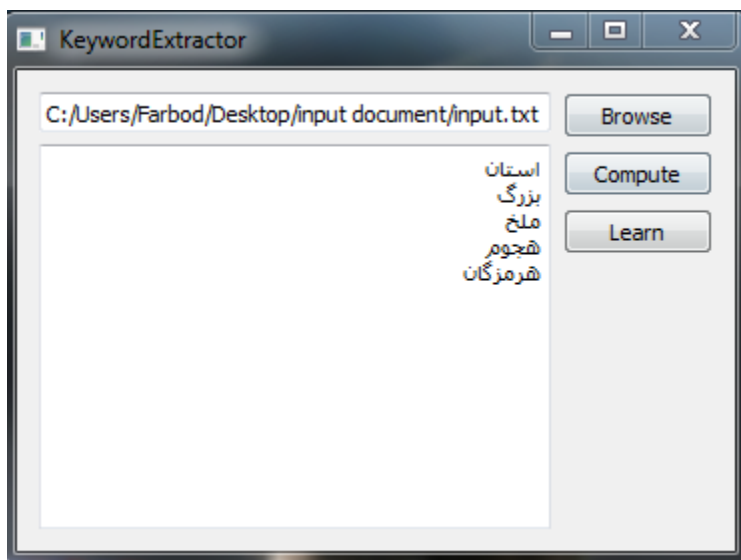 KeywordExtractor
C:/Users/Farbod/Desktop/input document/input.txt
Browse
استان
بزرگ
ملخ
هجوم
هرمزگان
Compute
Learn